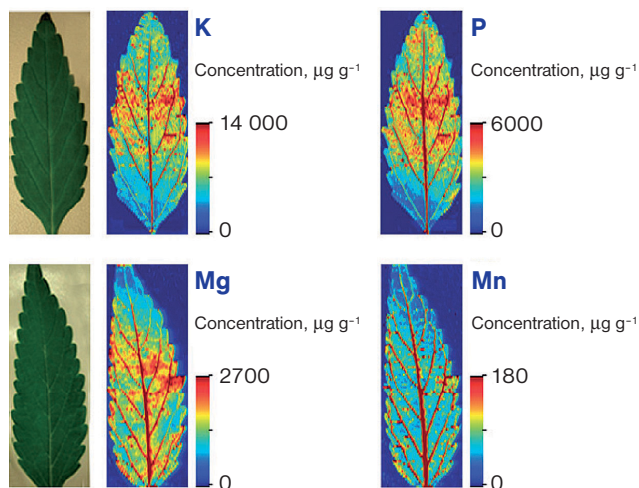 K
Concentration, µg g⁻¹
14 000
0
P
Concentration, µg g⁻¹
6000
0
Mg
Concentration, µg g⁻¹
2700
0
Mn
Concentration, µg g⁻¹
180
0